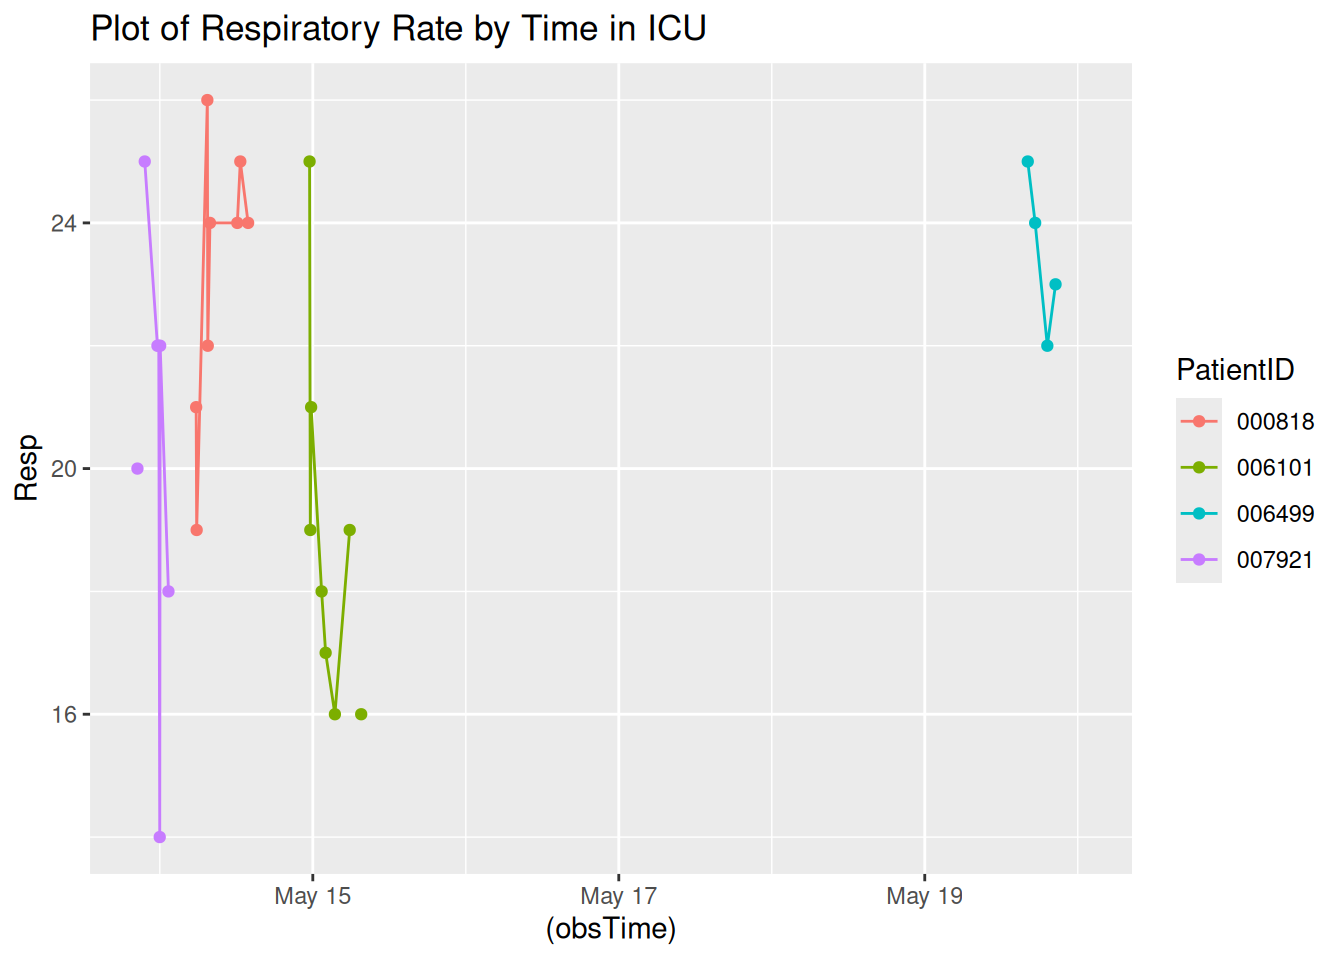 Plot of Respiratory Rate by Time in ICU
24
20
16
Resp
May 15
May 17
May 19
(obsTime)
PatientID
000818
006101
006499
007921